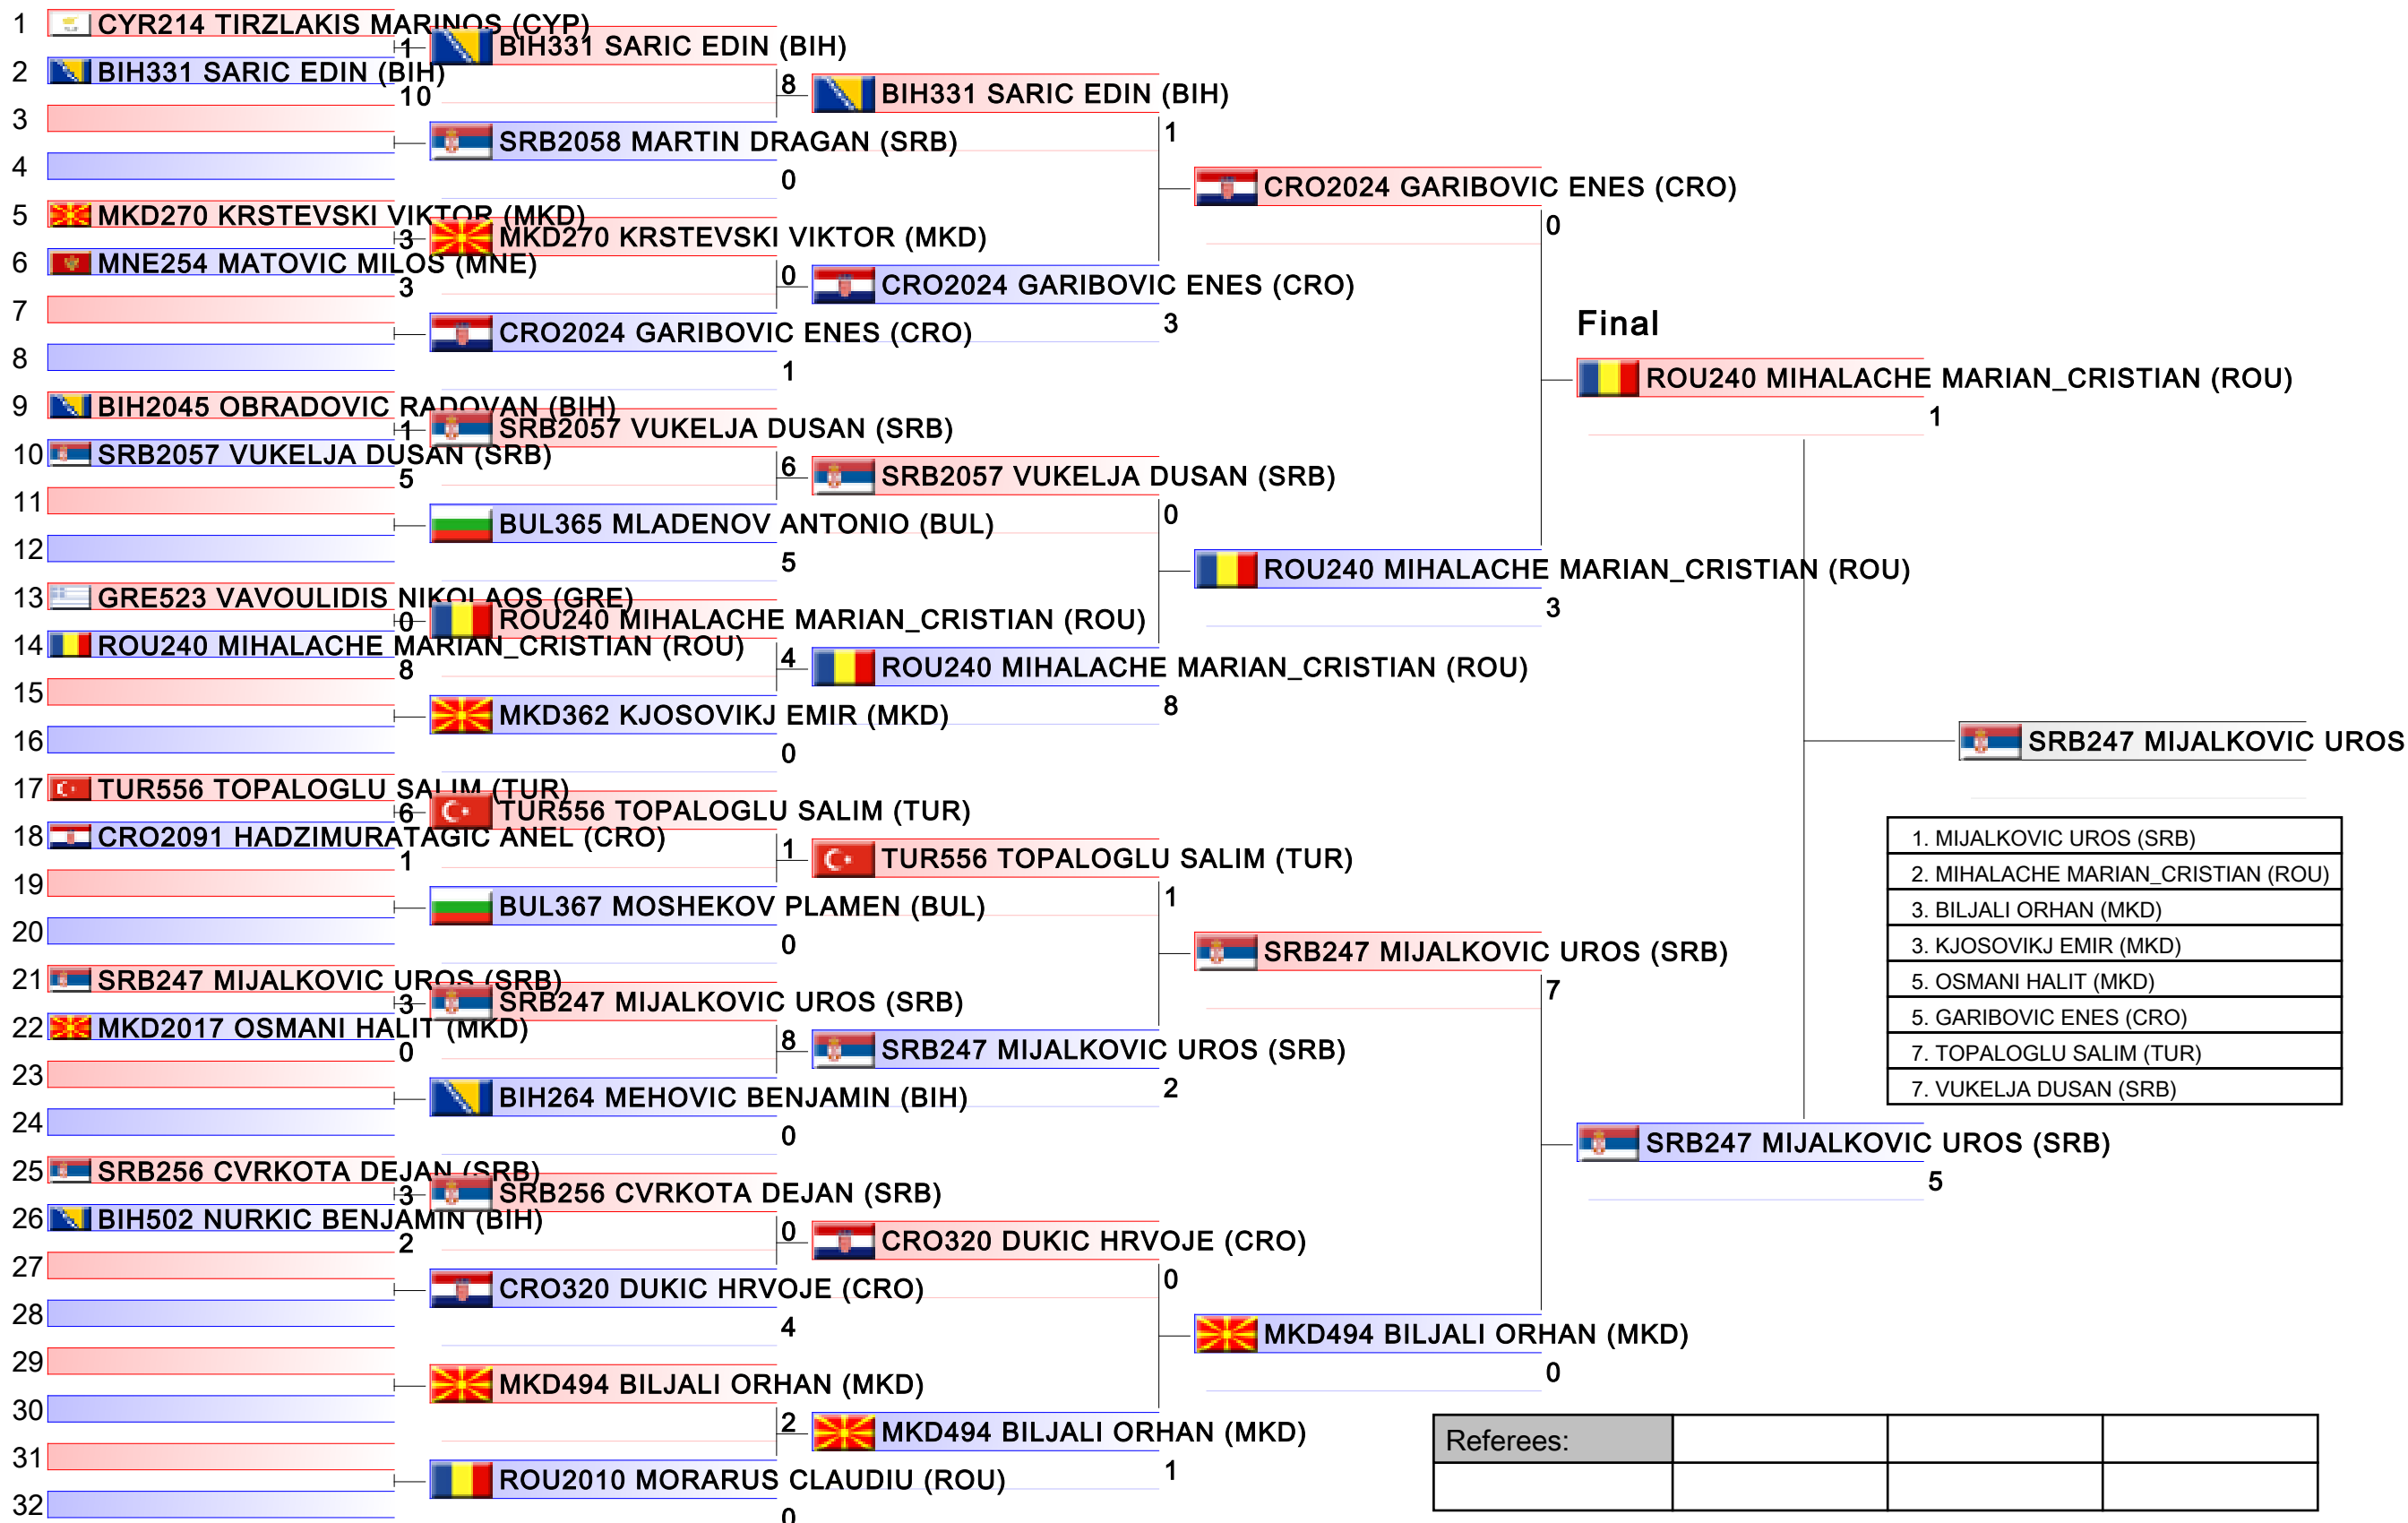 1 CYR214 TIRZLAKIS MARINOS (CYP)
1
2 BIH331 SARIC EDIN (BIH)
10
3
4
5 MKD270 KRSTEVSKI VIKTOR (MKD)
3
6 MNE254 MATOVIC MILOS (MNE)
3
7
8
9 BIH2045 OBRADOVIC RADOVAN (BIH)
1
10 SRB2057 VUKELJA DUSAN (SRB)
5
11
12
13 GRE523 VAVOULIDIS NIKOLAOS (GRE)
0
14 ROU240 MIHALACHE MARIAN_CRISTIAN (ROU)
8
15
16
17 TUR556 TOPALOGLU SALIM (TUR)
6
18 CRO2091 HADZIMURATAGIC ANEL (CRO)
1
19
20
21 SRB247 MIJALKOVIC UROS (SRB)
3
22 MKD2017 OSMANI HALIT (MKD)
0
23
24
25 SRB256 CVRKOTA DEJAN (SRB)
3
26 BIH502 NURKIC BENJAMIN (BIH)
2
27
28
29
30
31
32
BIH331 SARIC EDIN (BIH)
8
SRB2058 MARTIN DRAGAN (SRB)
0
MKD270 KRSTEVSKI VIKTOR (MKD)
0
CRO2024 GARIBOVIC ENES (CRO)
1
SRB2057 VUKELJA DUSAN (SRB)
6
BUL365 MLADENOV ANTONIO (BUL)
5
ROU240 MIHALACHE MARIAN_CRISTIAN (ROU)
4
MKD362 KJOSOVIKJ EMIR (MKD)
0
TUR556 TOPALOGLU SALIM (TUR)
1
BUL367 MOSHEKOV PLAMEN (BUL)
0
SRB247 MIJALKOVIC UROS (SRB)
8
BIH264 MEHOVIC BENJAMIN (BIH)
0
SRB256 CVRKOTA DEJAN (SRB)
0
CRO320 DUKIC HRVOJE (CRO)
4
MKD494 BILJALI ORHAN (MKD)
2
ROU2010 MORARUS CLAUDIU (ROU)
0
BIH331 SARIC EDIN (BIH)
1
CRO2024 GARIBOVIC ENES (CRO)
3
SRB2057 VUKELJA DUSAN (SRB)
0
ROU240 MIHALACHE MARIAN_CRISTIAN (ROU)
8
TUR556 TOPALOGLU SALIM (TUR)
1
SRB247 MIJALKOVIC UROS (SRB)
2
CRO320 DUKIC HRVOJE (CRO)
0
MKD494 BILJALI ORHAN (MKD)
1
CRO2024 GARIBOVIC ENES (CRO)
0
ROU240 MIHALACHE MARIAN_CRISTIAN (ROU)
3
SRB247 MIJALKOVIC UROS (SRB)
7
MKD494 BILJALI ORHAN (MKD)
0
Final
ROU240 MIHALACHE MARIAN_CRISTIAN (ROU)
1
SRB247 MIJALKOVIC UROS (SRB)
5
SRB247 MIJALKOVIC UROS
1. MIJALKOVIC UROS (SRB)
2. MIHALACHE MARIAN_CRISTIAN (ROU)
3. BILJALI ORHAN (MKD)
3. KJOSOVIKJ EMIR (MKD)
5. OSMANI HALIT (MKD)
5. GARIBOVIC ENES (CRO)
7. TOPALOGLU SALIM (TUR)
7. VUKELJA DUSAN (SRB)
Referees: